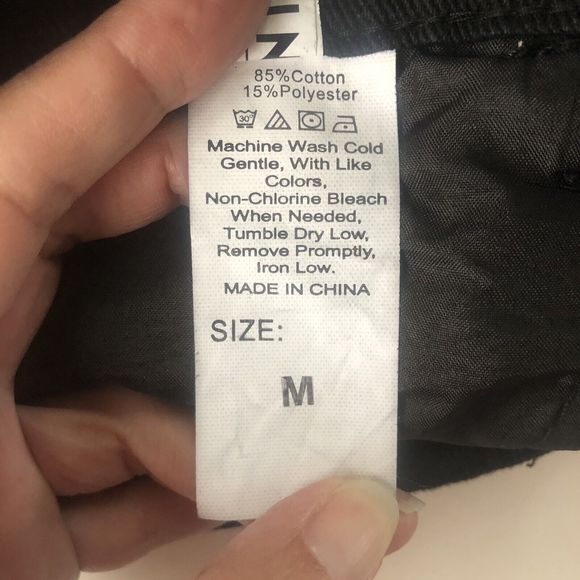 85%Cotton
15%Polyester
30°
Machine Wash Cold
Gentle, With Like
Colors,
Non-Chlorine Bleach
When Needed,
Tumble Dry Low,
Remove Promptly,
Iron Low.
MADE IN CHINA
SIZE:
M